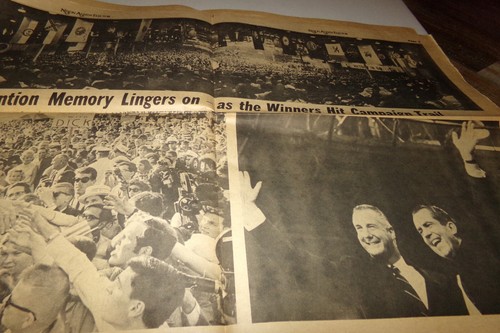 ntion Memory Lingers on as the Winners Hit Campaign Trail